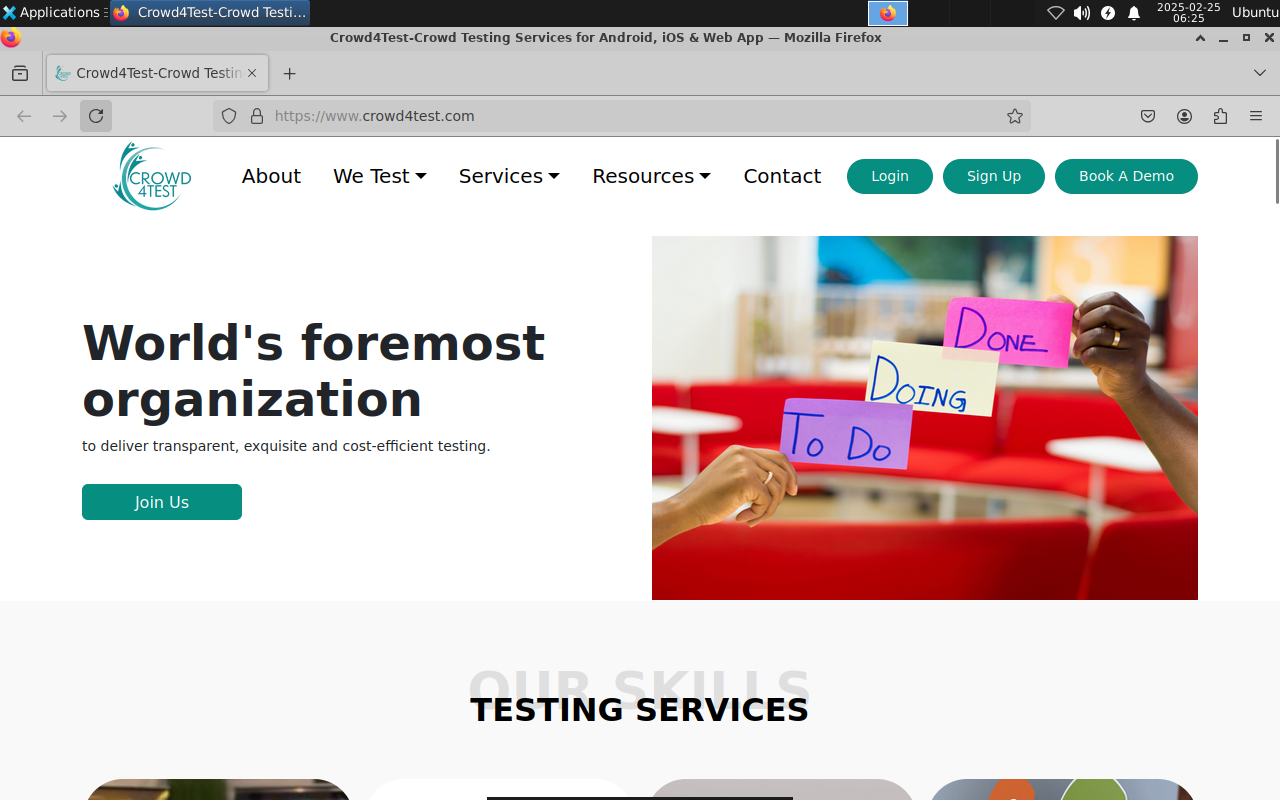 Applications
Crowd4Test-Crowd Testi...
2025-02-25
06:25
Ubuntu
Crowd4Test-Crowd Testing Services for Android, iOS & Web App — Mozilla Firefox
Crowd4Test-Crowd Testin
https://www.crowd4test.com
CROWD
4TEST
About
We Test
Services
Resources
Contact
Login
Sign Up
Book A Demo
World's foremost
organization
to deliver transparent, exquisite and cost-efficient testing.
Join Us
DONE
DOING
To Do
OUR SKILLS
TESTING SERVICES